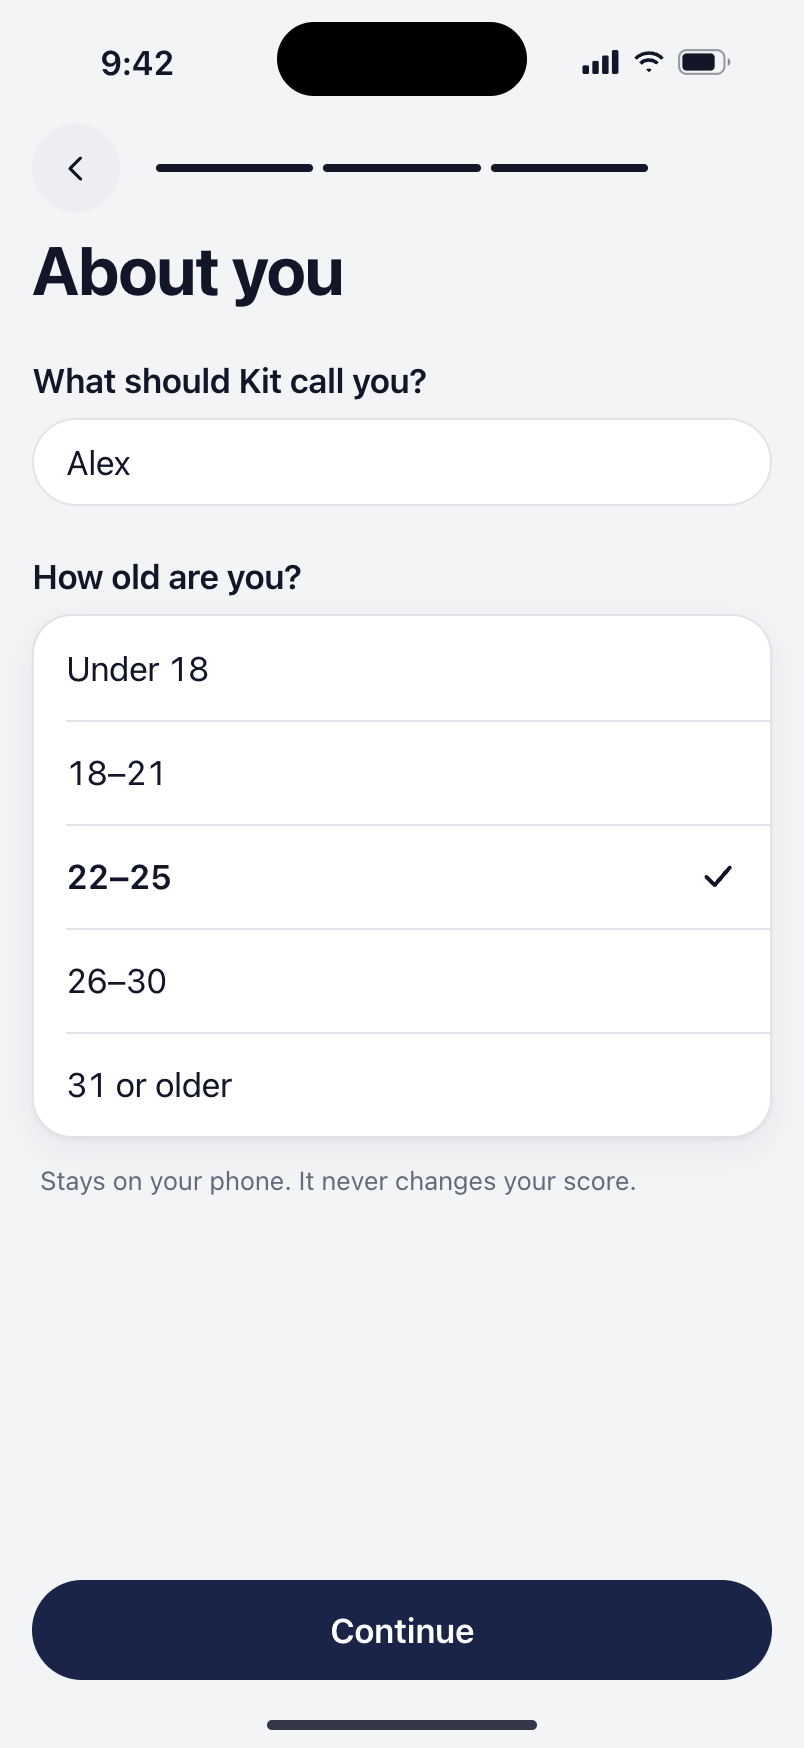 9:42
About you
What should Kit call you?
Alex
How old are you?
Under 18
18–21
22–25
26–30
31 or older
Stays on your phone. It never changes your score.
Continue